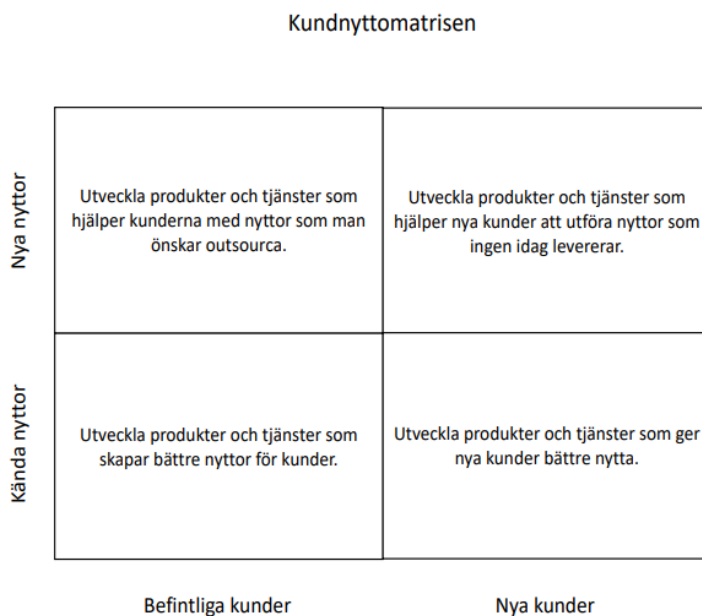 Kundnyttomatrisen
Nya nyttor
Utveckla produkter och tjänster som
hjälper kunderna med nyttor som man
önskar outsourca.
Utveckla produkter och tjänster som
hjälper nya kunder att utföra nyttor som
ingen idag levererar.
Kända nyttor
Utveckla produkter och tjänster som
skapar bättre nyttor för kunder.
Utveckla produkter och tjänster som ger
nya kunder bättre nytta.
Befintliga kunder
Nya kunder